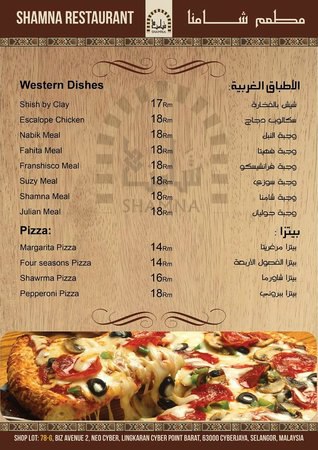 SHAMNA RESTAURANT مطعم شامنا
SHAMNA
Western Dishes الأطباق الغربية:
Shish by Clay 17Rm شيش بالفخارة
Escalope Chicken 18Rm سكالوب دجاج
Nabik Meal 18Rm وجبة النبك
Fahita Meal 18Rm وجبة فهيتا
Franshisco Meal 18Rm وجبة فرانشيسكو
Suzy Meal 18Rm وجبة سوزي
Shamna Meal 18Rm وجبة شامنا
Julian Meal 18Rm وجبة جوليان
SHAMNA
Pizza: بيتزا:
Margarita Pizza 14Rm بيتزا مرغريتا
Four seasons Pizza 14Rm بيتزا الفصول الأربعة
Shawrma Pizza 16Rm بيتزا شاورما
Pepperoni Pizza 18Rm بيتزا بيبروني
SHOP LOT: 78-G, BIZ AVENUE 2, NEO CYBER, LINGKARAN CYBER POINT BARAT, 63000 CYBERJAYA, SELANGOR, MALAYSIA